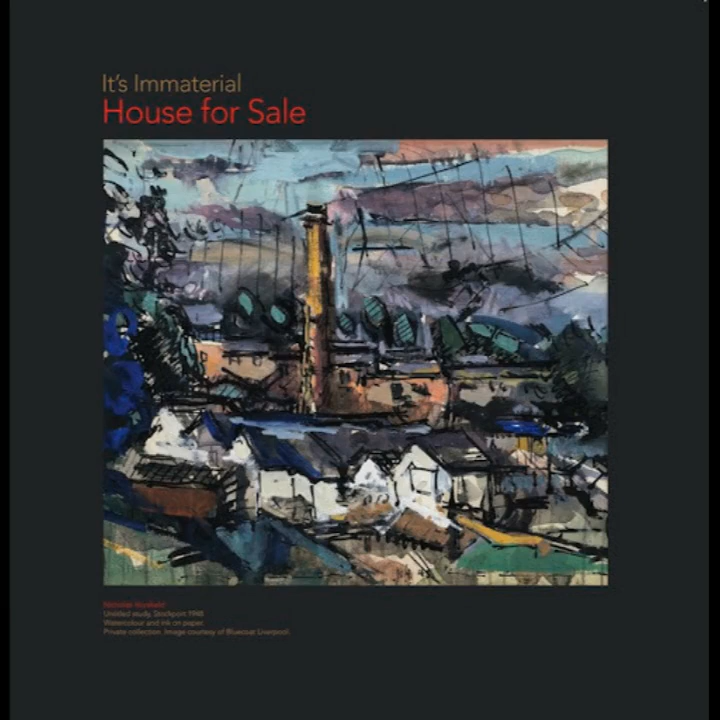 It's Immaterial
House for Sale
Nicholas Horsfield
Untitled study, Stockport 1948
Watercolour and ink on paper.
Private collection. Image courtesy of Bluecoat Liverpool.